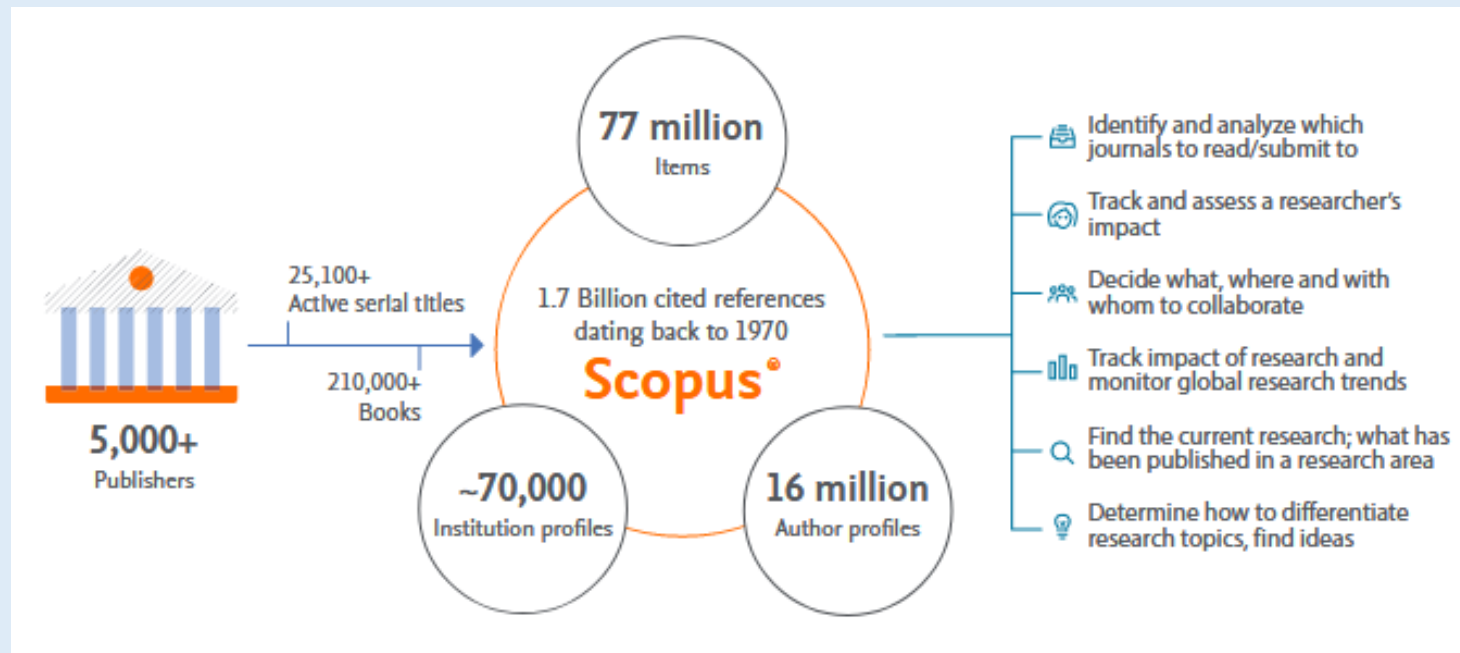 77 million
Items
25,100+
Active serial titles
210,000+
Books
5,000+
Publishers
1.7 Billion cited references
dating back to 1970
Scopus®
~70,000
Institution profiles
16 million
Author profiles
Identify and analyze which
journals to read/submit to
Track and assess a researcher's
impact
Decide what, where and with
whom to collaborate
Track impact of research and
monitor global research trends
Find the current research; what has
been published in a research area
Determine how to differentiate
research topics, find ideas